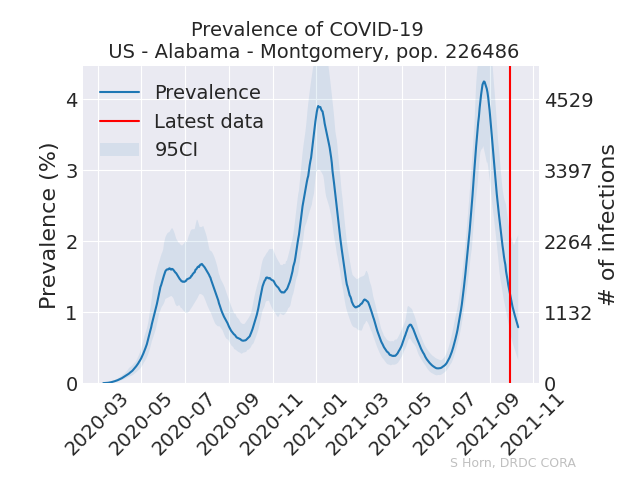 Prevalence of COVID-19
US - Alabama - Montgomery, pop. 226486
Prevalence
Latest data
95CI
Prevalence (%)
4
3
2
1
0
4529
3397
2264
1132
0
# of infections
2020-03
2020-05
2020-07
2020-09
2020-11
2021-01
2021-03
2021-05
2021-07
2021-09
2021-11
S Horn, DRDC CORA